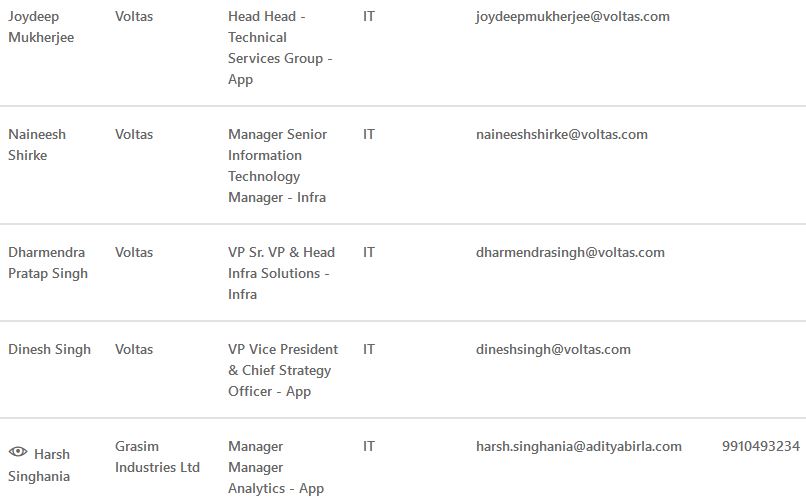 Joydeep Mukherjee Voltas Head Head - Technical Services Group - App IT joydeepmukherjee@voltas.com
Naineesh Shirke Voltas Manager Senior Information Technology Manager - Infra IT naineeshshirke@voltas.com
Dharmendra Pratap Singh Voltas VP Sr. VP & Head Infra Solutions - Infra IT dharmendrasingh@voltas.com
Dinesh Singh Voltas VP Vice President & Chief Strategy Officer - App IT dineshsingh@voltas.com
Harsh Singhania Grasim Industries Ltd Manager Manager Analytics - App IT harsh.singhania@adityabirla.com 9910493234